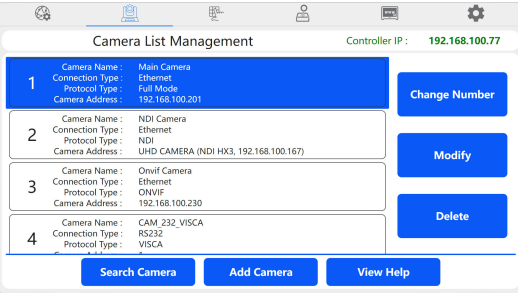 Camera List Management
Controller IP : 192.168.100.77
1
Camera Name : Main Camera
Connection Type : Ethernet
Protocol Type : Full Mode
Camera Address : 192.168.100.201
2
Camera Name : NDI Camera
Connection Type : Ethernet
Protocol Type : NDI
Camera Address : UHD CAMERA (NDI HX3, 192.168.100.167)
3
Camera Name : Onvif Camera
Connection Type : Ethernet
Protocol Type : ONVIF
Camera Address : 192.168.100.230
4
Camera Name : CAM_232_VISCA
Connection Type : RS232
Protocol Type : VISCA
Change Number
Modify
Delete
Search Camera
Add Camera
View Help